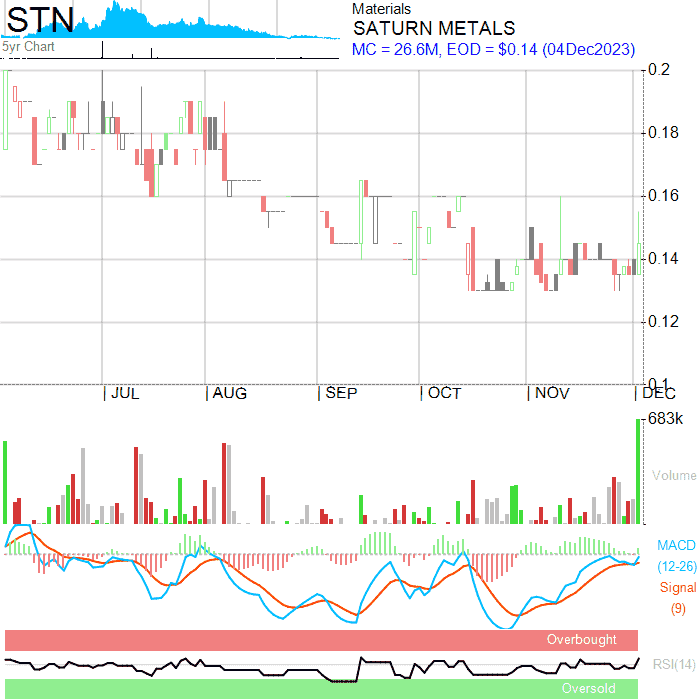 STN
5yr Chart
Materials
SATURN METALS
MC = 26.6M, EOD = $0.14 (04Dec2023)
0.2
0.18
0.16
0.14
0.12
0.1
JUL AUG SEP OCT NOV DEC
683k
Volume
MACD
(12-26)
Signal
(9)
Overbought
RSI(14)
Oversold